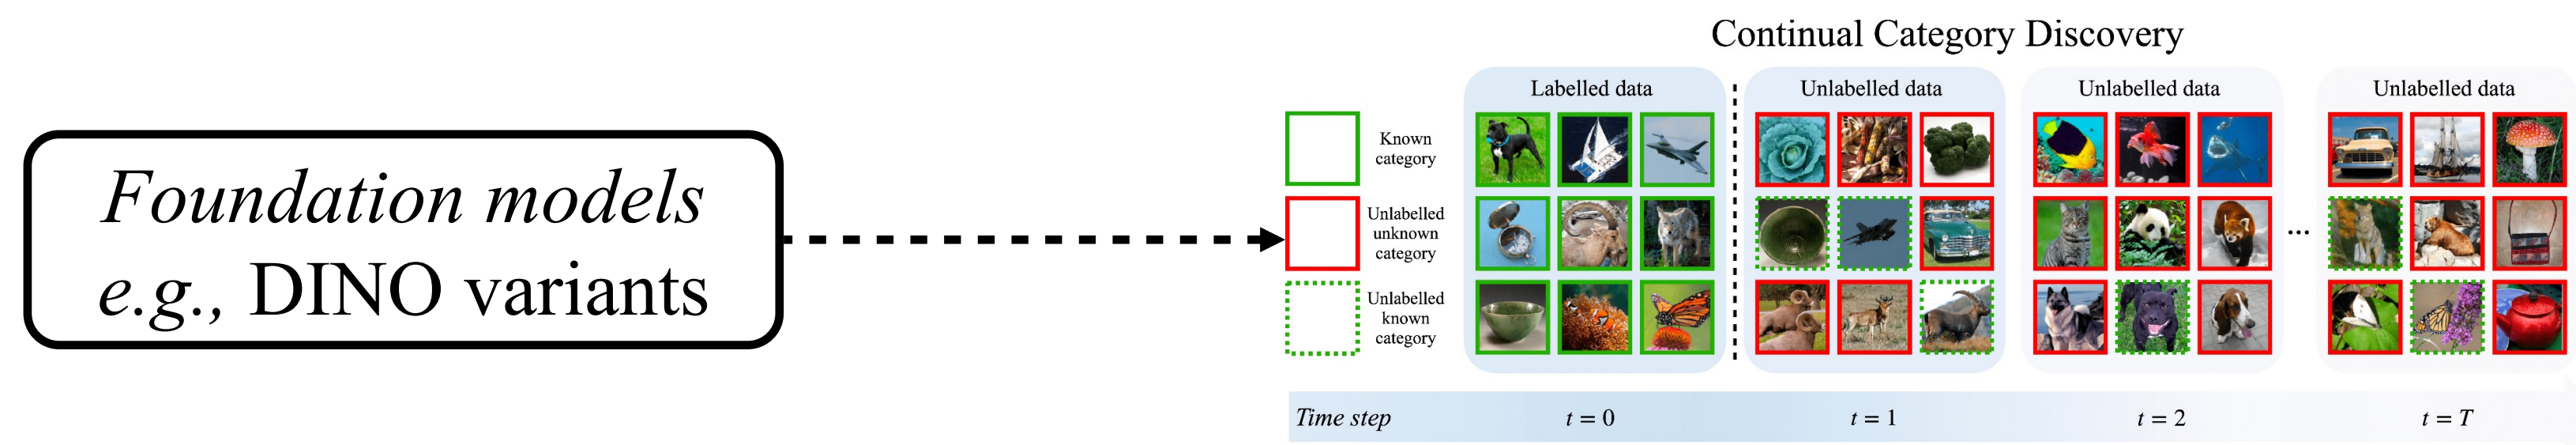 Continual Category Discovery
Foundation models
e.g., DINO variants
Known
category
Unlabelled
unknown
category
Unlabelled
known
category
Labelled data
Unlabelled data
Unlabelled data
...
Unlabelled data
Time step
t = 0
t = 1
t = 2
t = T